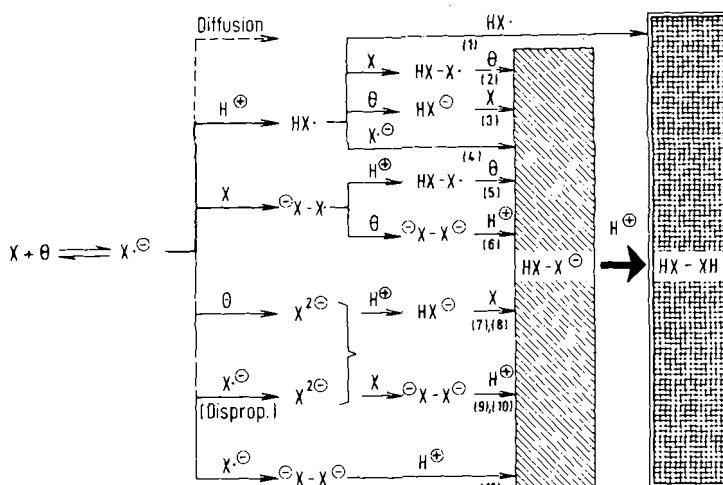 Diffusion
HX·
(1)
X HX-X· θ
(2)
H⊕ HX· θ HX⊖ X
(3)
X·⊖
(4)
X ⊖X-X· H⊕ HX-X· θ
(5)
θ ⊖X-X⊖ H⊕
(6)
X + θ X·⊖
HX-X⊖ H⊕ HX-XH
θ X2⊖ H⊕ HX⊖ X
(7),(8)
X·⊖ X2⊖ X ⊖X-X⊖ H⊕
(Disprop.) (9),(10)
X·⊖ ⊖X-X⊖ H⊕